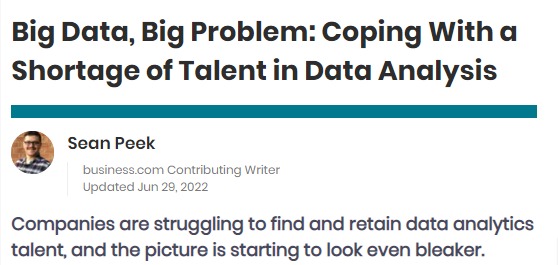 Big Data, Big Problem: Coping With a
Shortage of Talent in Data Analysis
Sean Peek
business.com Contributing Writer
Updated Jun 29, 2022
Companies are struggling to find and retain data analytics
talent, and the picture is starting to look even bleaker.